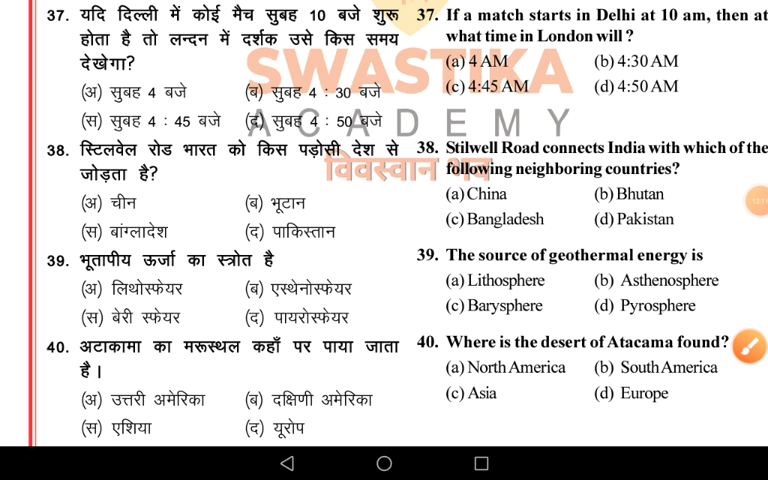 37. यदि दिल्ली में कोई मैच सुबह 10 बजे शुरू
होता है तो लन्दन में दर्शक उसे किस समय
देखेगा?
(अ) सुबह 4 बजे (ब) सुबह 4 : 30 बजे
(स) सुबह 4 : 45 बजे (द) सुबह 4 : 50 बजे
38. स्टिलवेल रोड भारत को किस पड़ोसी देश से
जोड़ता है?
(अ) चीन (ब) भूटान
(स) बांग्लादेश (द) पाकिस्तान
39. भूतापीय ऊर्जा का स्त्रोत है
(अ) लिथोस्फेयर (ब) एस्थेनोस्फेयर
(स) बेरी स्फेयर (द) पायरोस्फेयर
40. अटाकामा का मरूस्थल कहाँ पर पाया जाता
है।
(अ) उत्तरी अमेरिका (ब) दक्षिणी अमेरिका
(स) एशिया (द) यूरोप
37. If a match starts in Delhi at 10 am, then at
what time in London will ?
(a) 4 AM (b) 4:30 AM
(c) 4:45 AM (d) 4:50 AM
38. Stilwell Road connects India with which of the
following neighboring countries?
(a) China (b) Bhutan
(c) Bangladesh (d) Pakistan
39. The source of geothermal energy is
(a) Lithosphere (b) Asthenosphere
(c) Barysphere (d) Pyrosphere
40. Where is the desert of Atacama found?
(a) North America (b) South America
(c) Asia (d) Europe
SWASTIKA
ACADEMY
विवस्वान भव